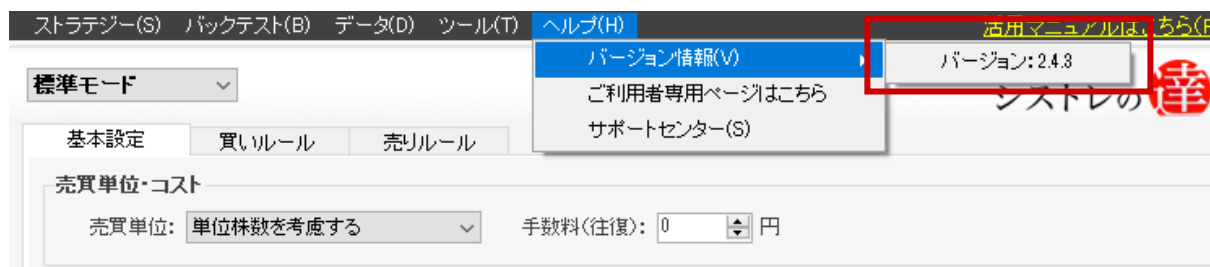 ストラテジー(S) バックテスト(B) データ(D) ツール(T) ヘルプ(H) 活用マニュアルはこちら(
バージョン情報(V) バージョン:2.4.3
標準モード ご利用者専用ページはこちら シストレの達
サポートセンター(S)
基本設定 買いルール 売りルール
売買単位・コスト
売買単位: 単位株数を考慮する 手数料(往復): 0 円